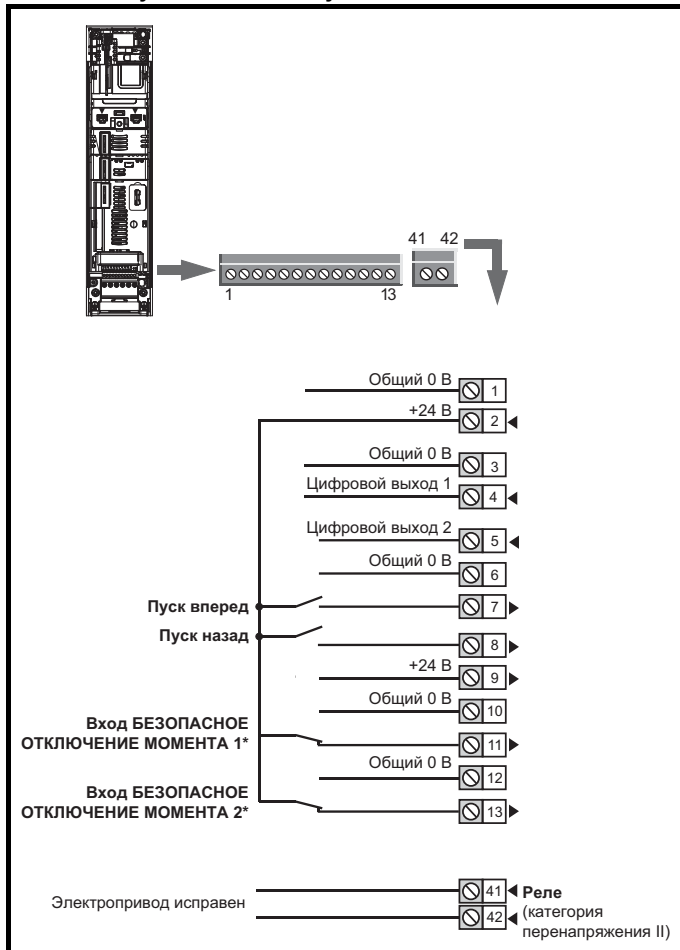 41 42
1 13
Общий 0 В 1
+24 В 2
Общий 0 В 3
Цифровой выход 1 4
Цифровой выход 2 5
Общий 0 В 6
Пуск вперед 7
Пуск назад 8
+24 В 9
Общий 0 В 10
Вход БЕЗОПАСНОЕ
ОТКЛЮЧЕНИЕ МОМЕНТА 1* 11
Общий 0 В 12
Вход БЕЗОПАСНОЕ
ОТКЛЮЧЕНИЕ МОМЕНТА 2* 13
Электропривод исправен
41 Реле
42 (категория
перенапряжения II)